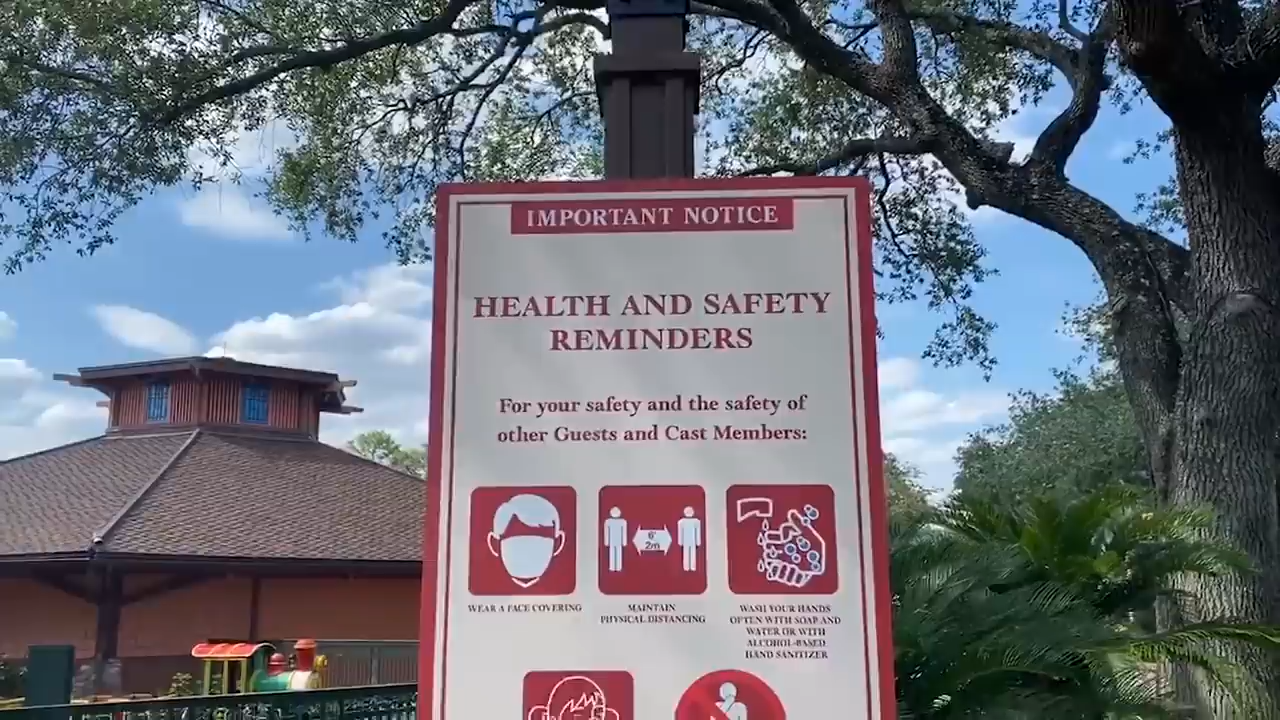 IMPORTANT NOTICE
HEALTH AND SAFETY
REMINDERS
For your safety and the safety of
other Guests and Cast Members:
6'
2m
WEAR A FACE COVERING
MAINTAIN
PHYSICAL DISTANCING
WASH YOUR HANDS
OFTEN WITH SOAP AND
WATER OR WITH
ALCOHOL-BASED
HAND SANITIZER